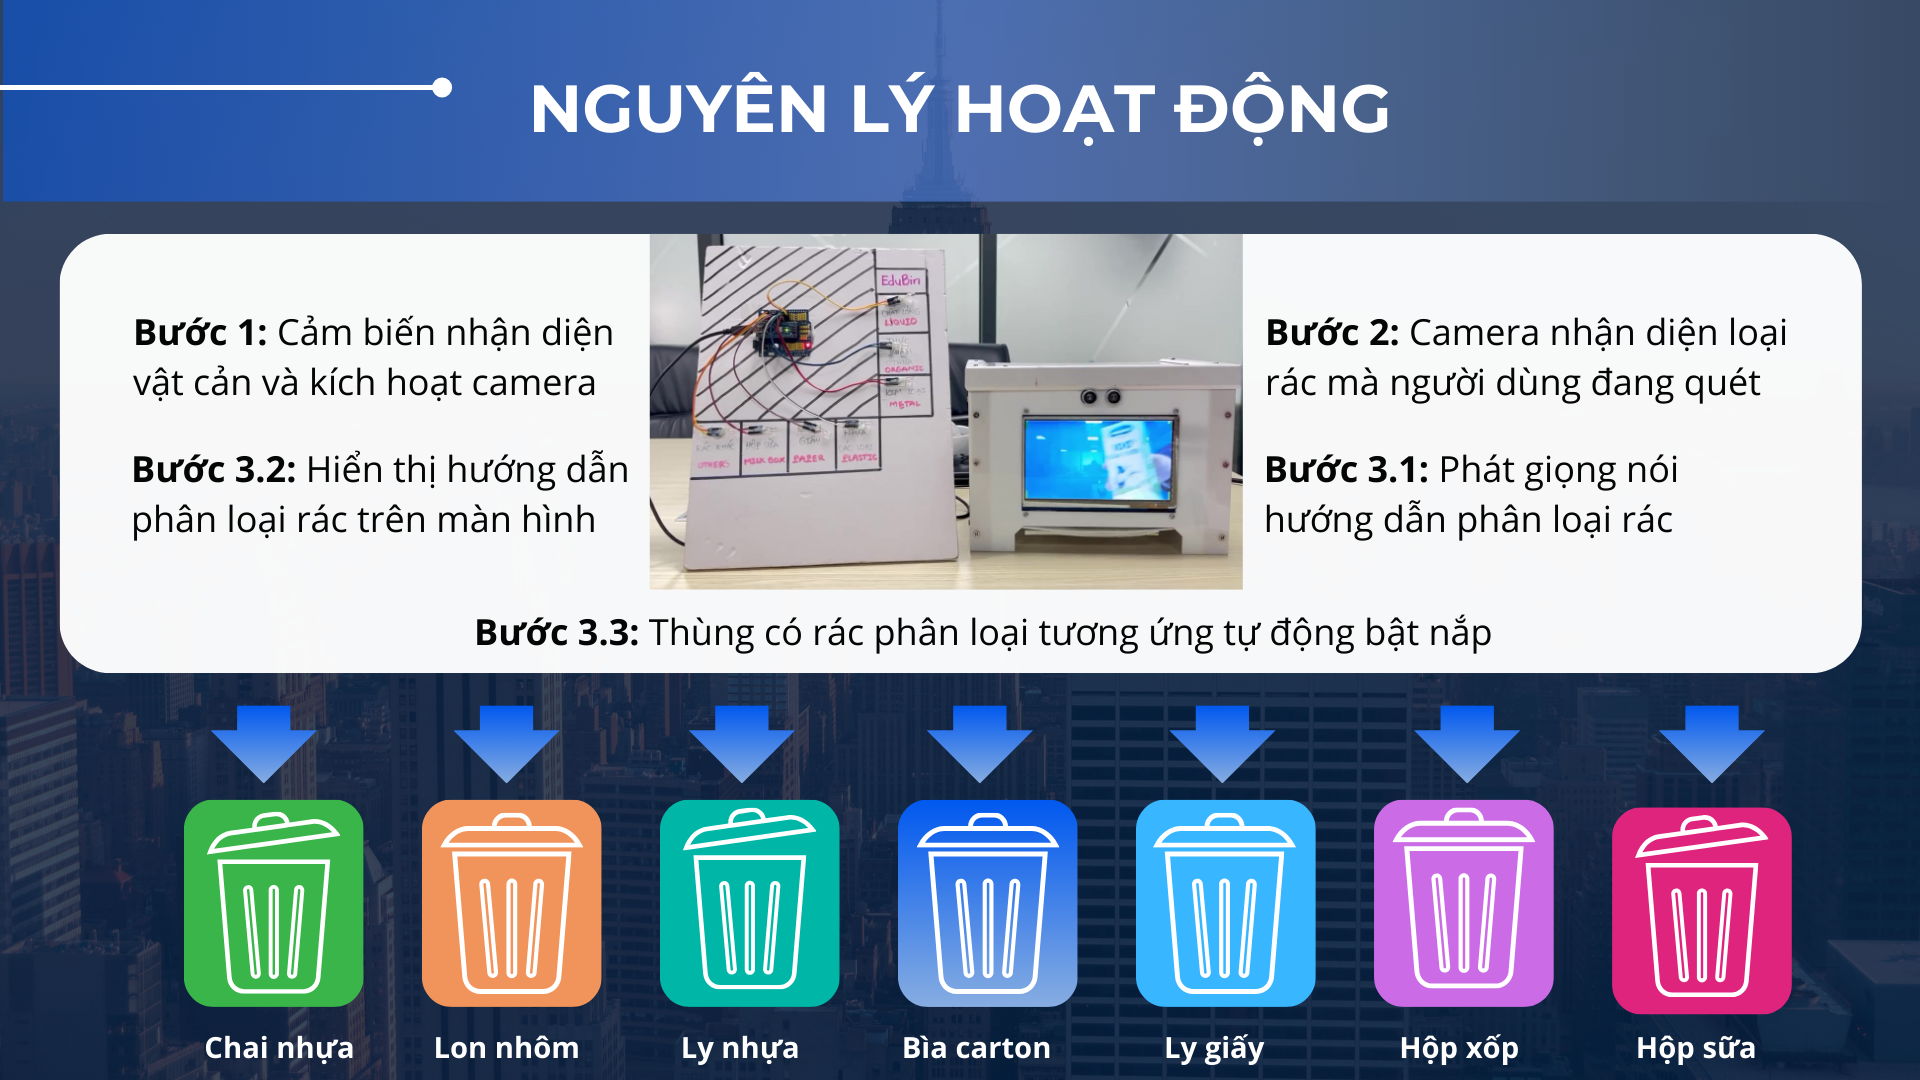 NGUYÊN LÝ HOẠT ĐỘNG
Bước 1: Cảm biến nhận diện
vật cản và kích hoạt camera
Bước 2: Camera nhận diện loại
rác mà người dùng đang quét
Bước 3.2: Hiển thị hướng dẫn
phân loại rác trên màn hình
Bước 3.1: Phát giọng nói
hướng dẫn phân loại rác
EduBin
LIQUID
ORGANIC
METAL
OTHERS
MILK BOX
PAPER
PLASTIC
Bước 3.3: Thùng có rác phân loại tương ứng tự động bật nắp
Chai nhựa
Lon nhôm
Ly nhựa
Bìa carton
Ly giấy
Hộp xốp
Hộp sữa